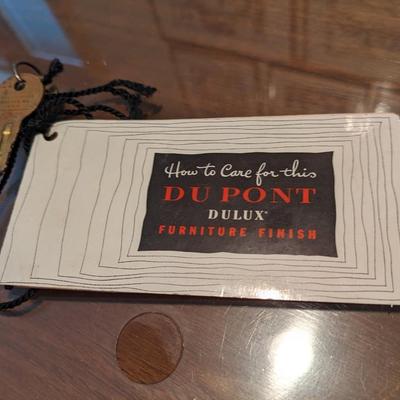 How to Care for this
DU PONT
DULUX
FURNITURE FINISH